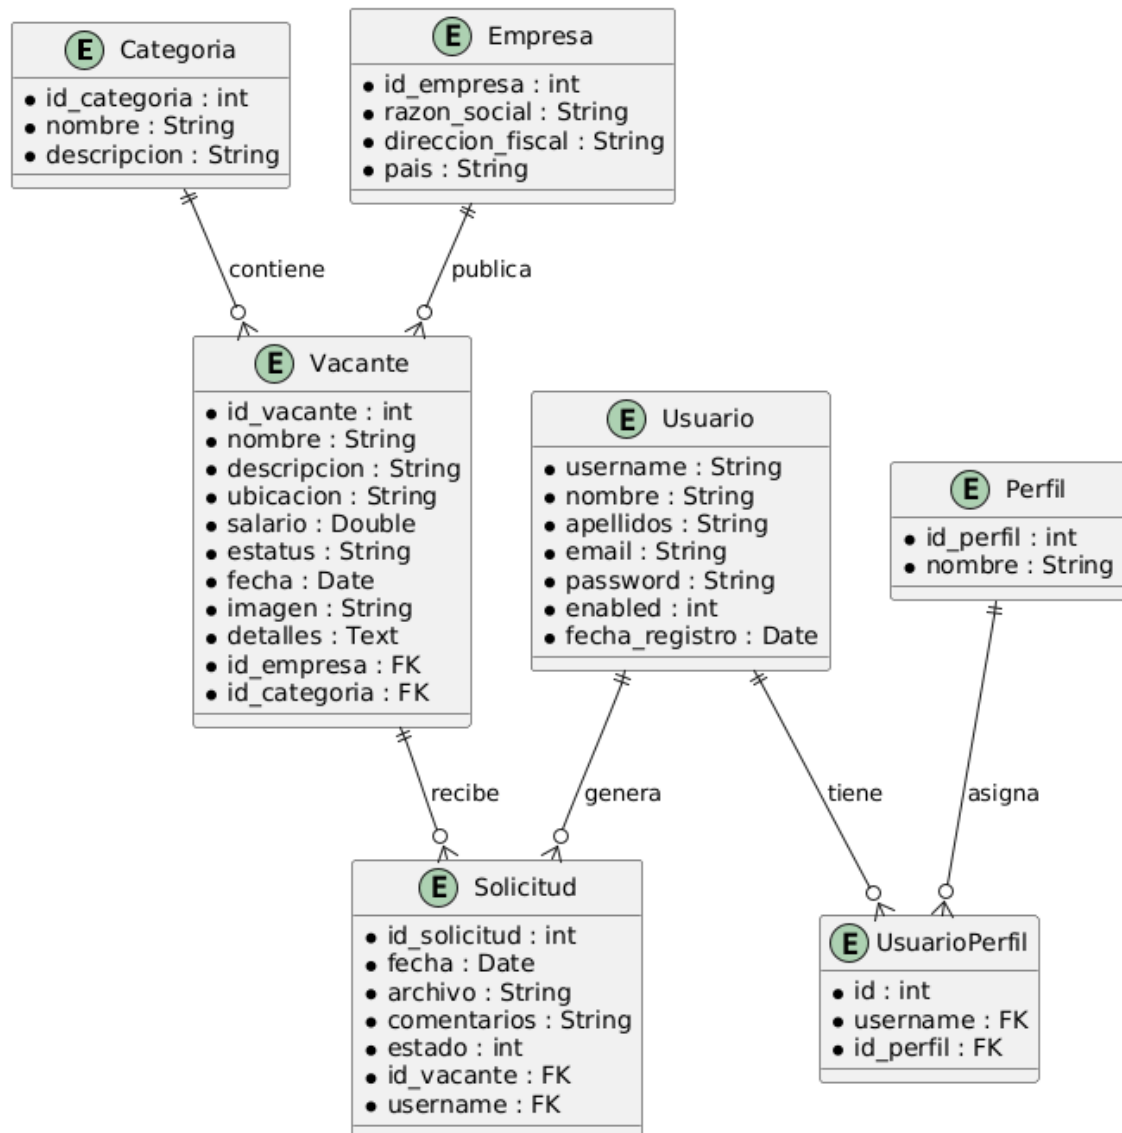 E Categoria
id_categoria : int
nombre : String
descripcion : String
E Empresa
id_empresa : int
razon_social : String
direccion_fiscal : String
pais : String
contiene
publica
E Vacante
id_vacante : int
nombre : String
descripcion : String
ubicacion : String
salario : Double
estatus : String
fecha : Date
imagen : String
detalles : Text
id_empresa : FK
id_categoria : FK
E Usuario
username : String
nombre : String
apellidos : String
email : String
password : String
enabled : int
fecha_registro : Date
E Perfil
id_perfil : int
nombre : String
recibe
genera
tiene
asigna
E Solicitud
id_solicitud : int
fecha : Date
archivo : String
comentarios : String
estado : int
id_vacante : FK
username : FK
E UsuarioPerfil
id : int
username : FK
id_perfil : FK